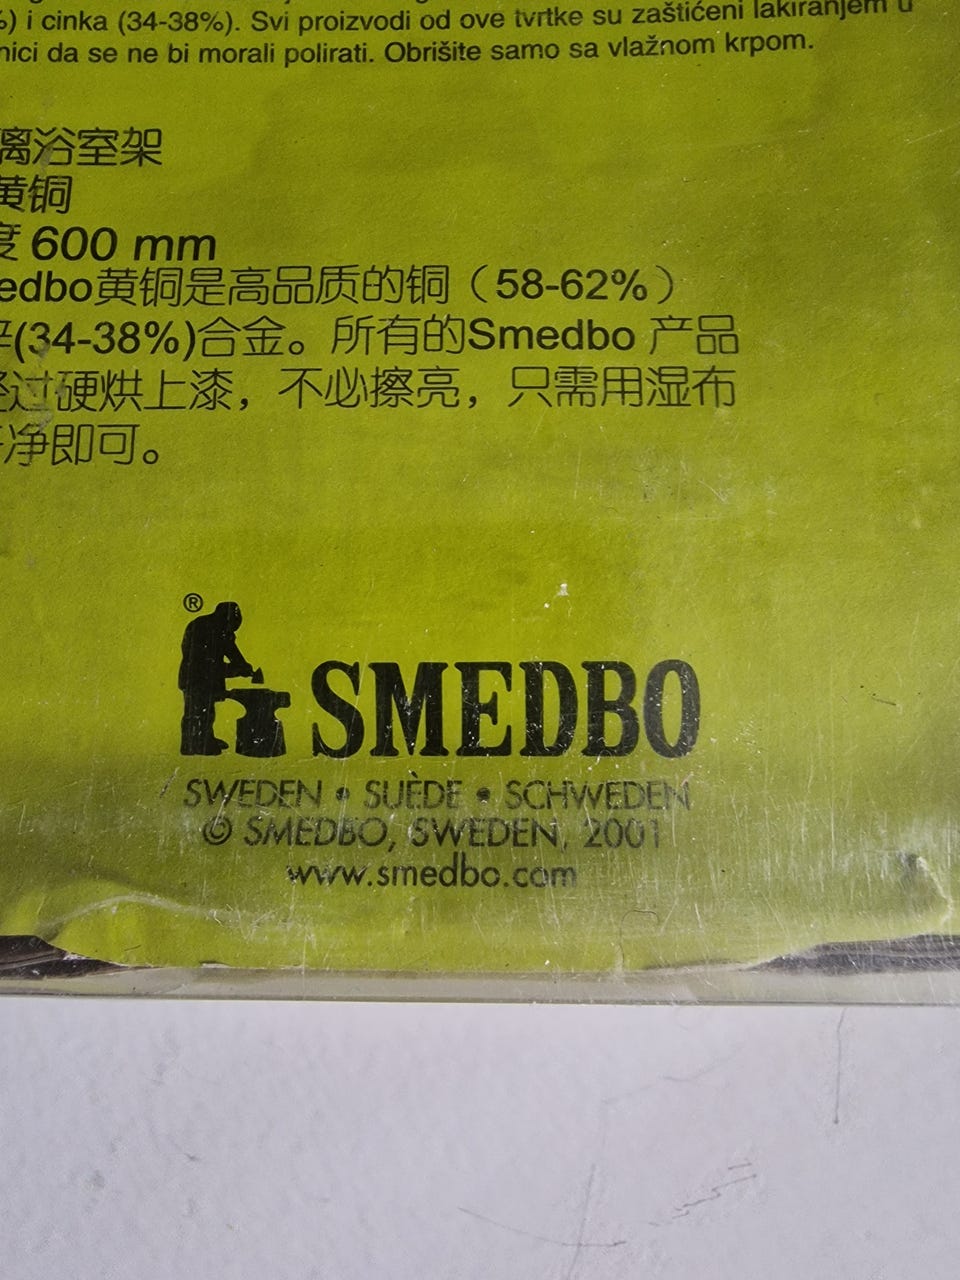 ) i cinka (34-38%). Svi proizvodi od ove tvrtke su zaštićeni lakiranjem u
da se ne bi morali polirati. Obrišite samo sa vlažnom krpom.
璃浴室架
黄铜
度 600 mm
edbo黄铜是高品质的铜（58-62%）
锌(34-38%)合金。所有的Smedbo 产品
经过硬烘上漆，不必擦亮，只需用湿布
净即可。
®
SMEDBO
SWEDEN • SUÈDE • SCHWEDEN
© SMEDBO, SWEDEN, 2001
www.smedbo.com